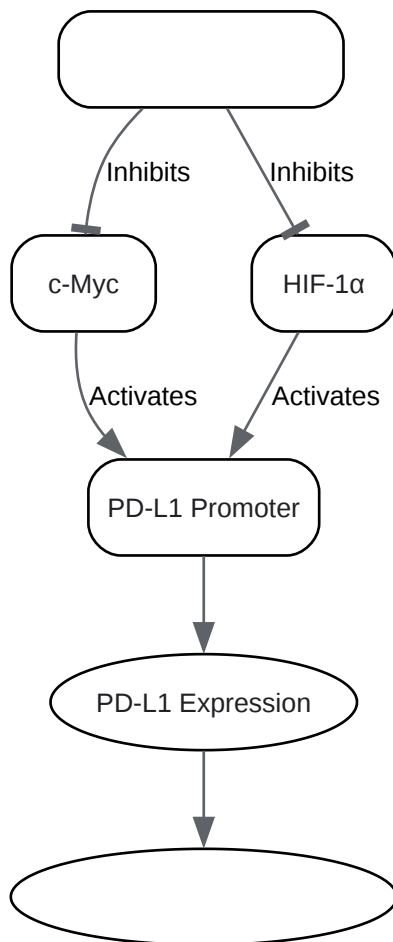 Inhibits
Inhibits
c-Myc
HIF-1α
Activates
Activates
PD-L1 Promoter
PD-L1 Expression